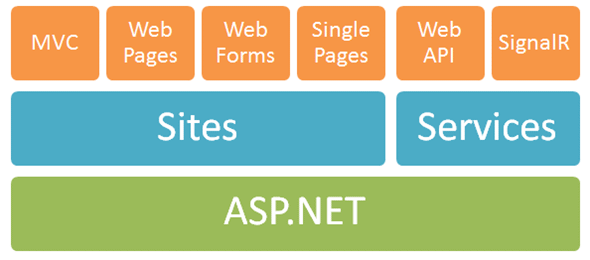 MVC
Web
Pages
Web
Forms
Single
Pages
Web
API
SignalR
Sites
Services
ASP.NET